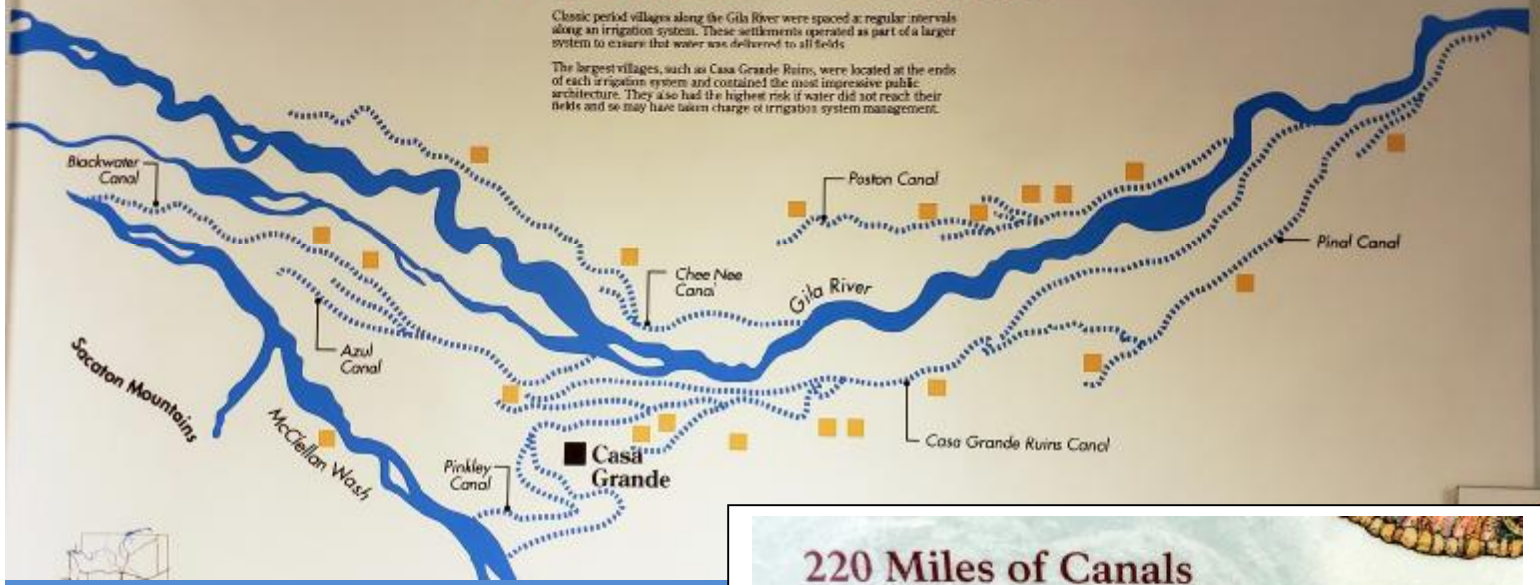 Classic period villages along the Gila River were spaced at regular intervals
along an irrigation system. These settlements operated as part of a larger
system to ensure that water was delivered to all fields
The largest villages, such as Casa Grande Ruins, were located at the ends
of each irrigation system and contained the most impressive public
architecture. They also had the highest risk if water did not reach their
fields and so may have taken charge of irrigation system management.
Blackwater
Canal
Poston Canal
Pinal Canal
Chee Nee
Canal
Gila River
Azul
Canal
Sacaton Mountains
McClellan Wash
Casa Grande Ruins Canal
Casa
Grande
Pinkley
Canal
220 Miles of Canals